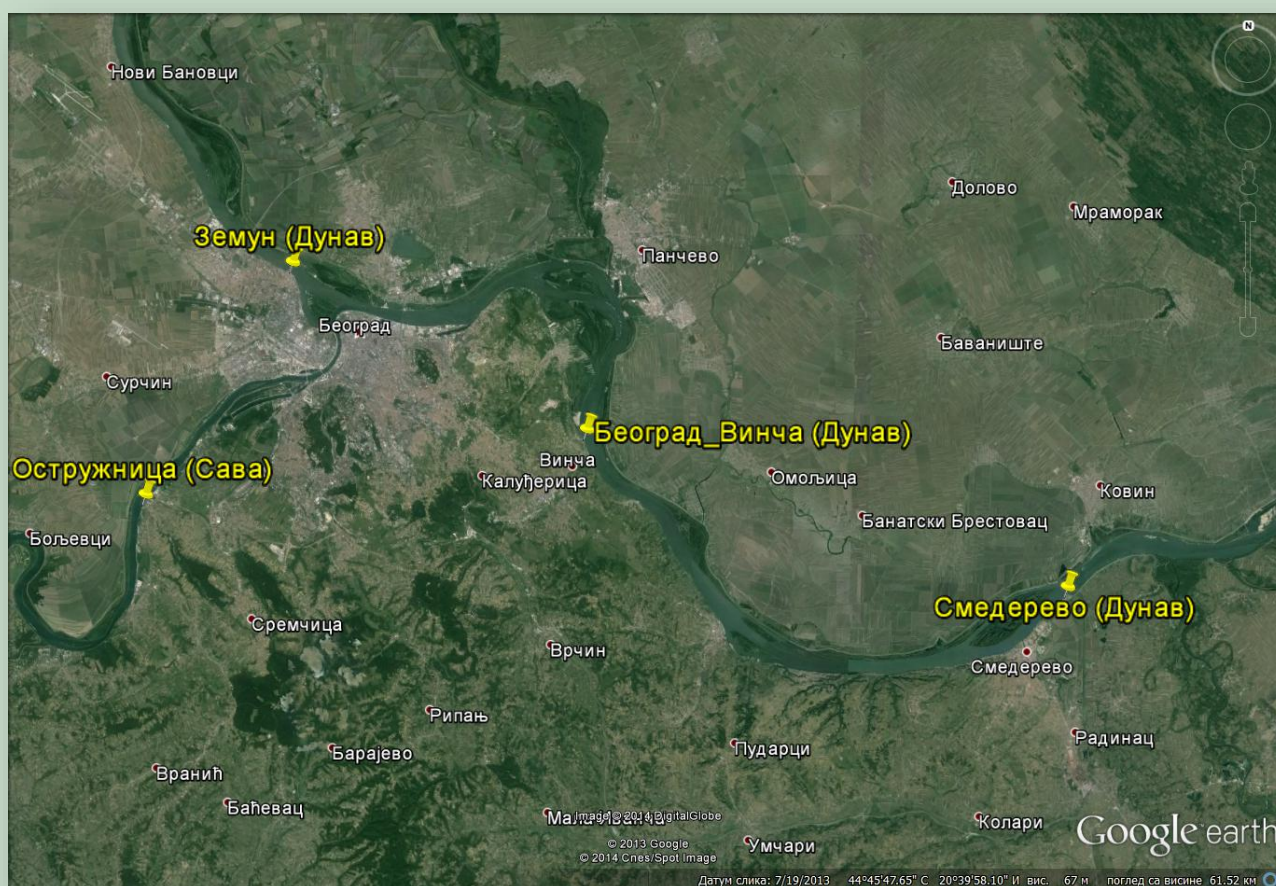 N
Нови Бановци
Долово
Мраморак
Земун (Дунав)
Панчево
Београд
Баваниште
Сурчин
Београд_Винча (Дунав)
Остружница (Сава)
Винча
Калуђерица
Омољица
Ковин
Банатски Брестовац
Бољевци
Смедерево (Дунав)
Сремчица
Врчин
Смедерево
Рипањ
Барајево
Пударци
Радинац
Вранић
Баћевац
Мала Иванча
Image © 2014 DigitalGlobe
Колари
Google earth
© 2013 Google
Умчари
© 2014 Cnes/Spot Image
Датум слика: 7/19/2013 44°45'47.65" С 20°39'58.10" И вис. 67 м поглед са висине 61.52 км